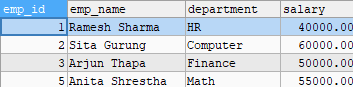 emp_id emp_name department salary
1 Ramesh Sharma HR 40000.00
2 Sita Gurung Computer 60000.00
3 Arjun Thapa Finance 50000.00
5 Anita Shrestha Math 55000.00